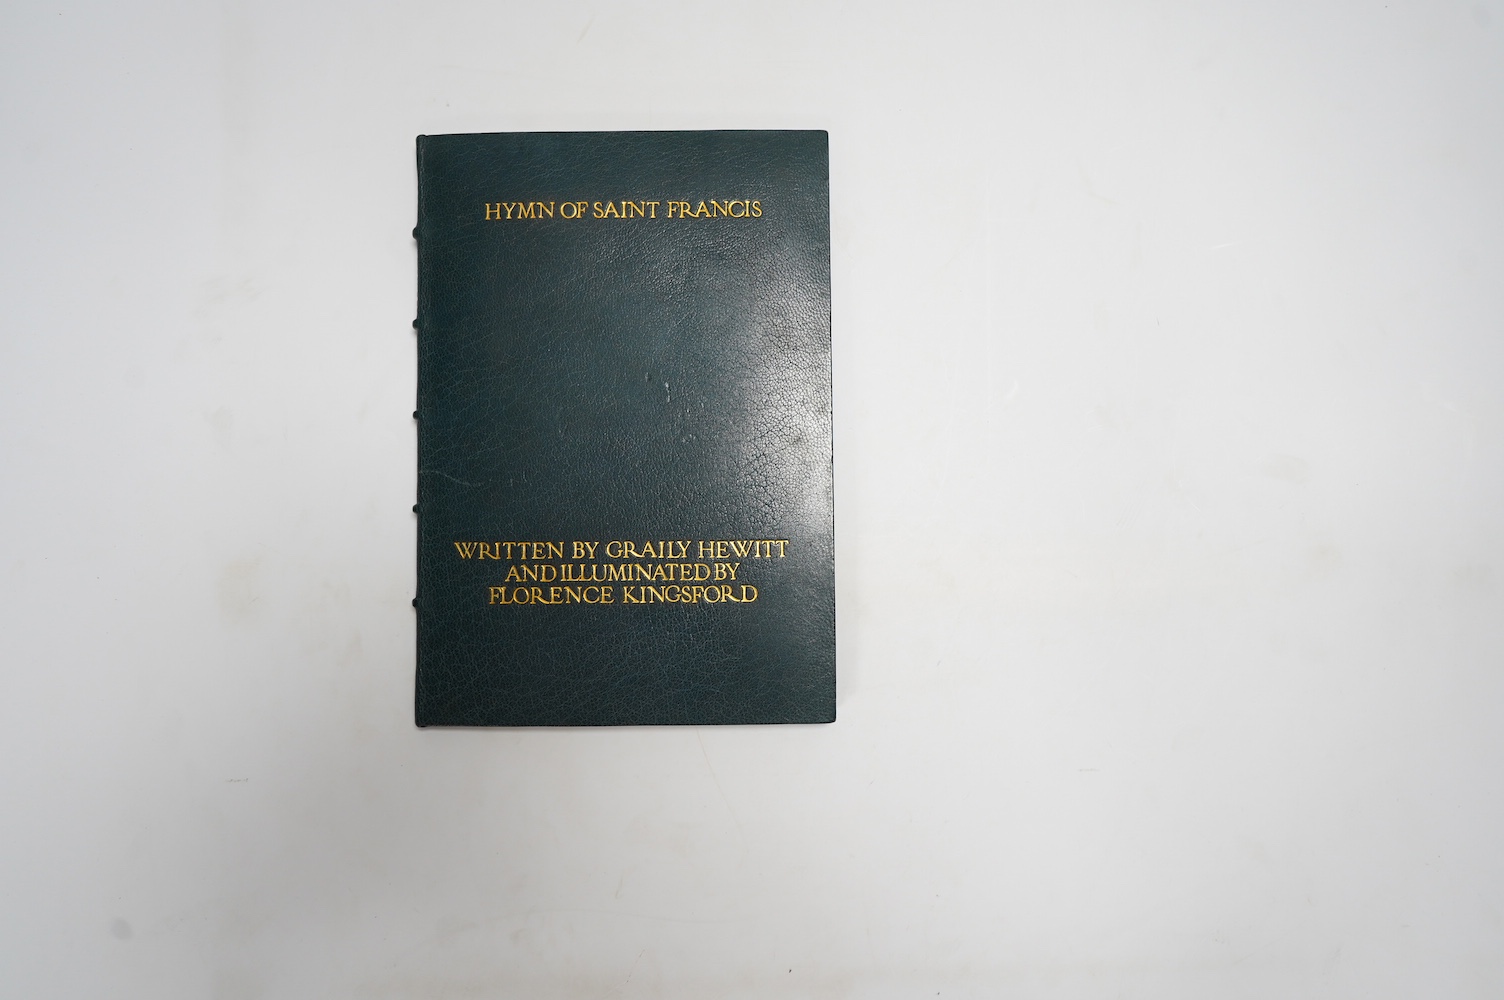 HYMN OF SAINT FRANCIS
WRITTEN BY GRAILY HEWITT
AND ILLUMINATED BY
FLORENCE KINGSFORD